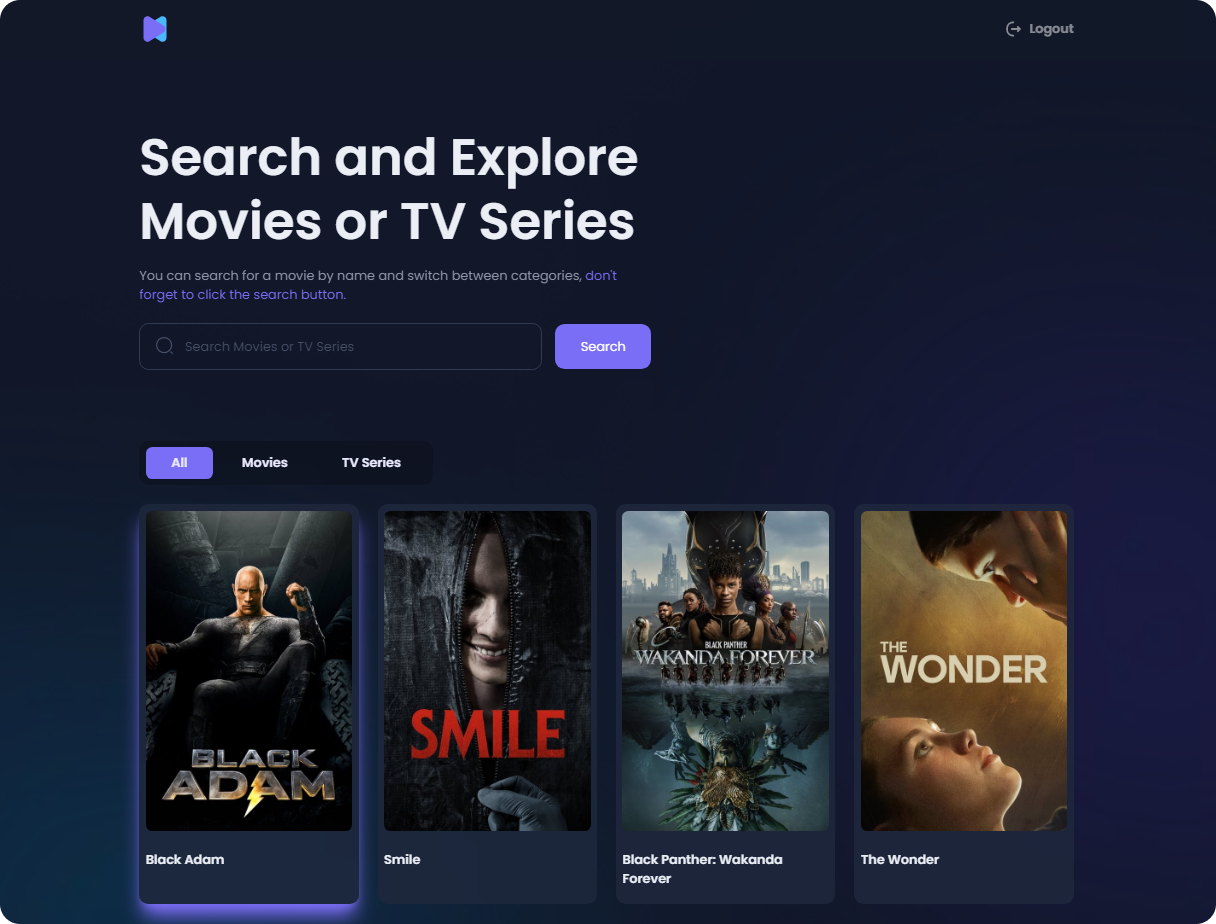 Logout
Search and Explore
Movies or TV Series
You can search for a movie by name and switch between categories, don't
forget to click the search button.
Search Movies or TV Series
Search
All
Movies
TV Series
BLACK
ADAM
SMILE
BLACK PANTHER
WAKANDA FOREVER
THE
WONDER
Black Adam
Smile
Black Panther: Wakanda
Forever
The Wonder